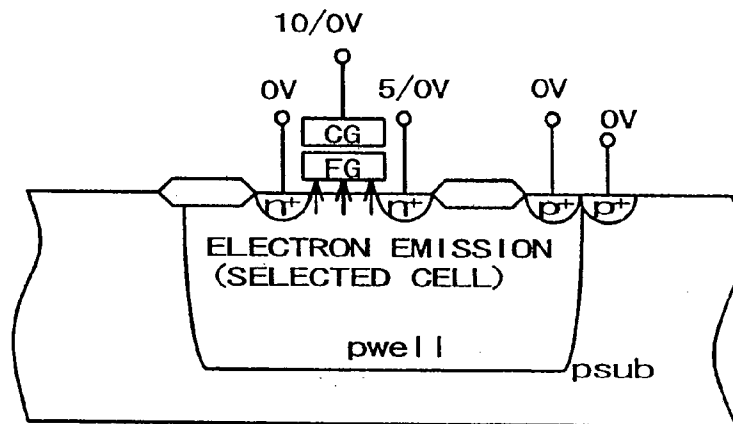 10/0V
0V
5/0V
0V
0V
CG
FG
n+
n+
p+
p+
ELECTRON EMISSION
(SELECTED CELL)
pwell
psub